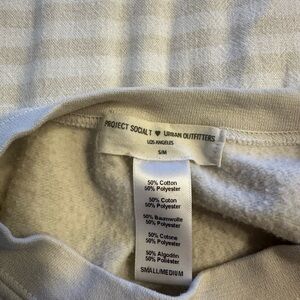 PROJECT SOCIAL T ♥ URBAN OUTFITTERS
LOS ANGELES
S/M
50% Cotton
50% Polyester
50% Coton
50% Polyester
50% Baumwolle
50% Polyester
50% Cotone
50% Poliestere
50% Algodón
50% Poliéster
SMALL/MEDIUM